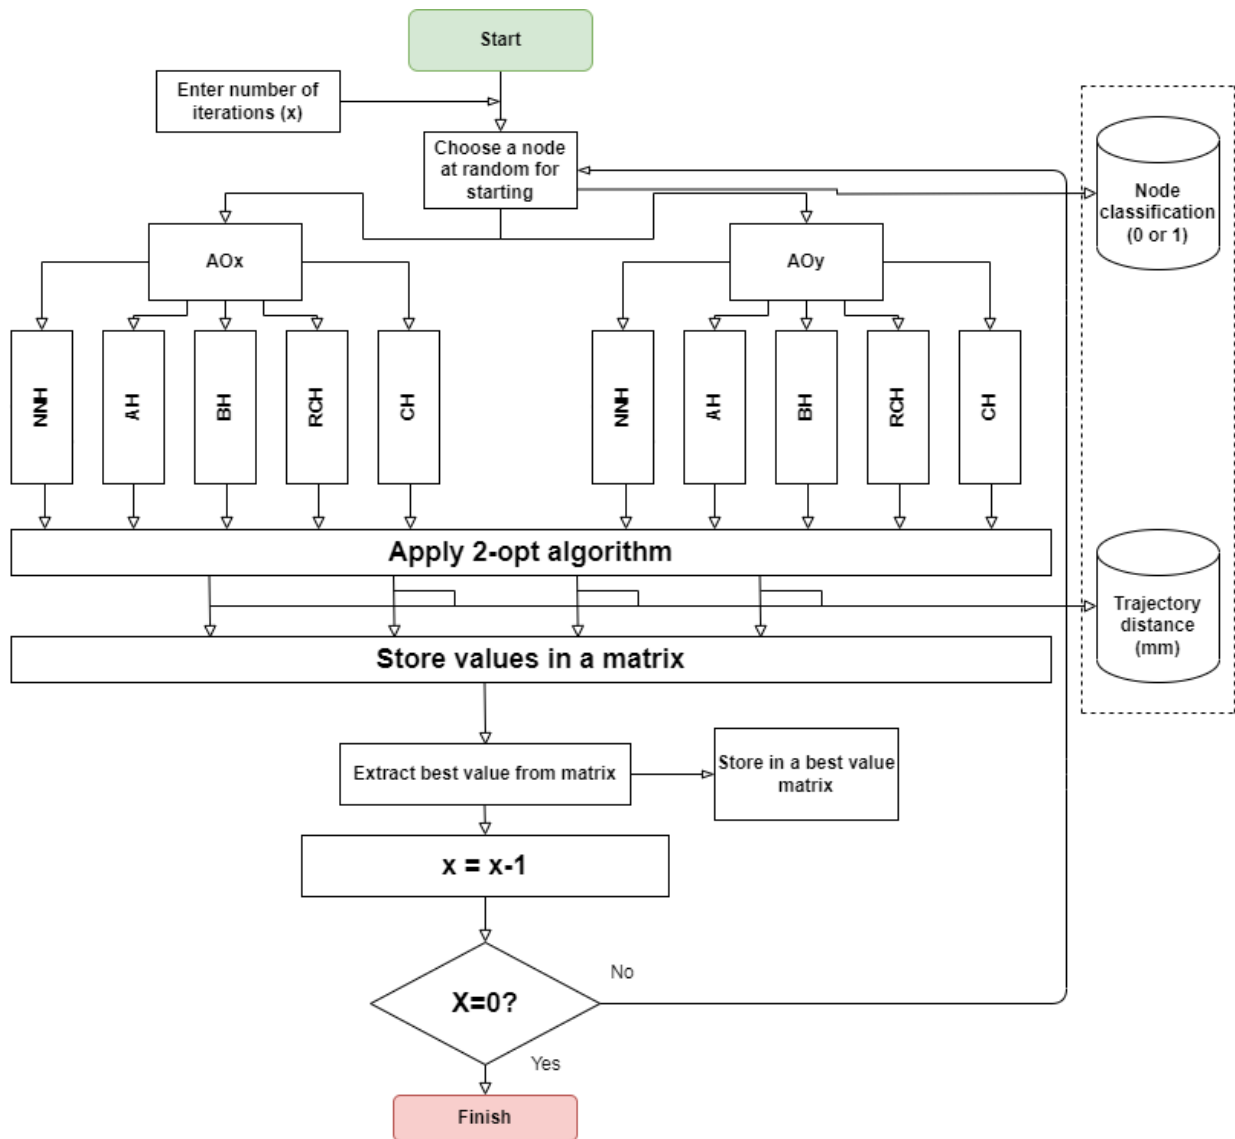 Start
Enter number of
iterations (x)
Choose a node
at random for
starting
Node
classification
(0 or 1)
AOx
AOy
NNH
AH
BH
RCH
CH
NNH
AH
BH
RCH
CH
Apply 2-opt algorithm
Trajectory
distance
(mm)
Store values in a matrix
Extract best value from matrix
Store in a best value
matrix
x = x-1
No
X=0?
Yes
Finish